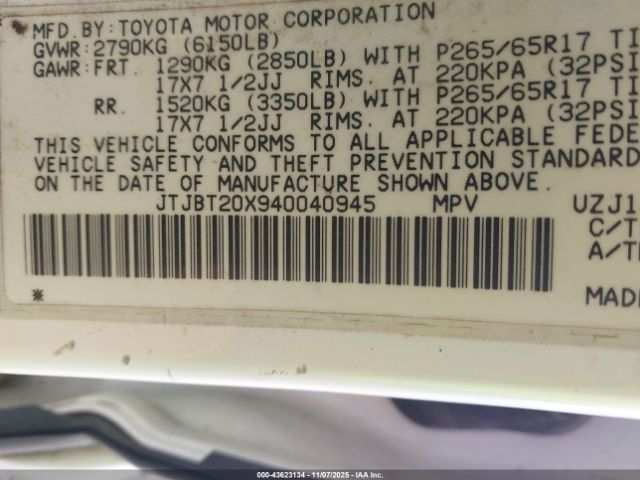 MFD.BY:TOYOTA MOTOR CORPORATION
GVWR:2790KG (6150LB)
GAWR:FRT. 1290KG (2850LB) WITH P265/65R17 TI
17X7 1/2JJ RIMS. AT 220KPA (32PSI
RR. 1520KG (3350LB) WITH P265/65R17 TI
17X7 1/2JJ RIMS. AT 220KPA (32PSI
THIS VEHICLE CONFORMS TO ALL APPLICABLE FEDE
VEHICLE SAFETY AND THEFT PREVENTION STANDARD
ON THE DATE OF MANUFACTURE SHOWN ABOVE.
JTJBT20X940040945 MPV UZJ1
C/T
A/T
* MADE
000-43623134 - 11/07/2025 - IAA Corp.